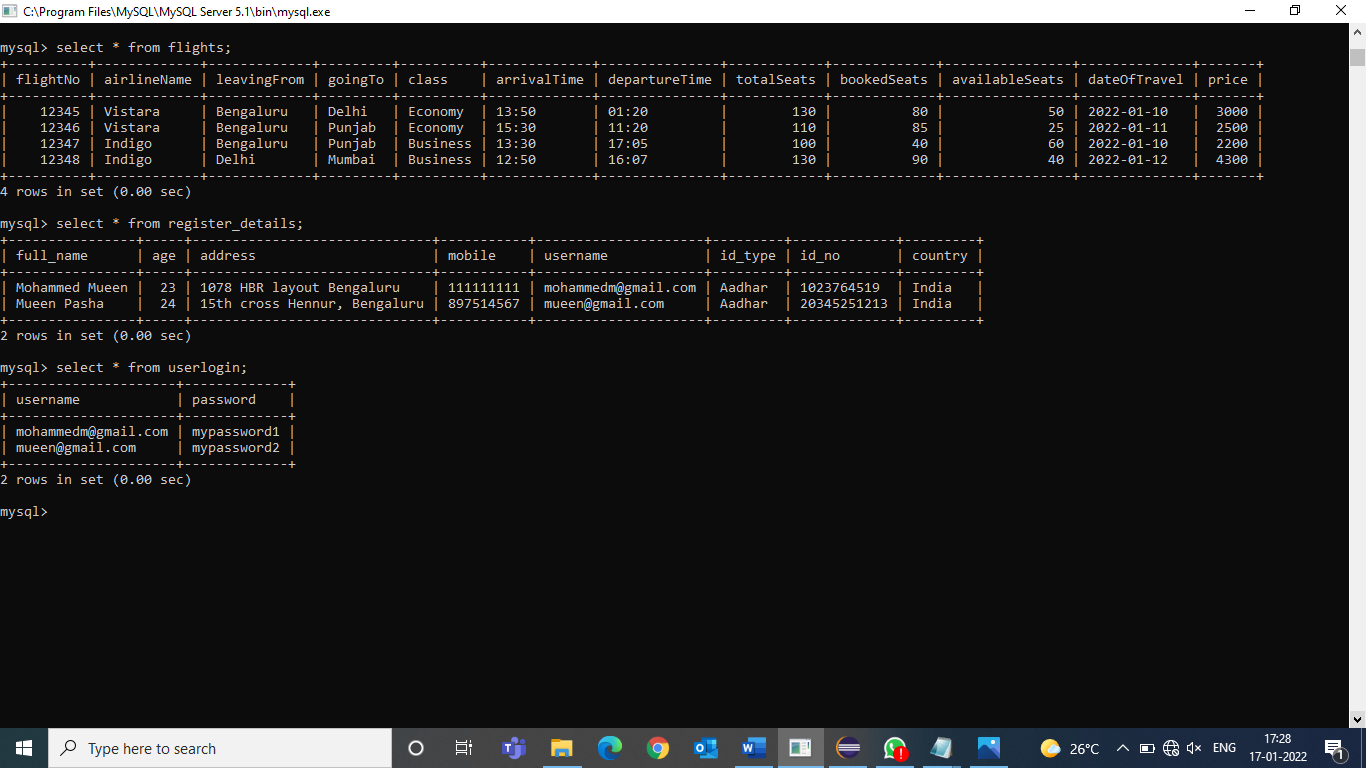 C:\Program Files\MySQL\MySQL Server 5.1\bin\mysql.exe
mysql> select * from flights;
+----------+-------------+-------------+---------+----------+-------------+---------------+------------+-------------+----------------+--------------+-------+
| flightNo | airlineName | leavingFrom | goingTo | class    | arrivalTime | departureTime | totalSeats | bookedSeats | availableSeats | dateOfTravel | price |
+----------+-------------+-------------+---------+----------+-------------+---------------+------------+-------------+----------------+--------------+-------+
|    12345 | Vistara     | Bengaluru   | Delhi   | Economy  | 13:50       | 01:20         |        130 |          80 |             50 | 2022-01-10   |  3000 |
|    12346 | Vistara     | Bengaluru   | Punjab  | Economy  | 15:30       | 11:20         |        110 |          85 |             25 | 2022-01-11   |  2500 |
|    12347 | Indigo      | Bengaluru   | Punjab  | Business | 13:30       | 17:05         |        100 |          40 |             60 | 2022-01-10   |  2200 |
|    12348 | Indigo      | Delhi       | Mumbai  | Business | 12:50       | 16:07         |        130 |          90 |             40 | 2022-01-12   |  4300 |
+----------+-------------+-------------+---------+----------+-------------+---------------+------------+-------------+----------------+--------------+-------+
4 rows in set (0.00 sec)
mysql> select * from register_details;
+----------------+-----+-----------------------------+-----------+---------------------+---------+-------------+---------+
| full_name      | age | address                     | mobile    | username            | id_type | id_no       | country |
+----------------+-----+-----------------------------+-----------+---------------------+---------+-------------+---------+
| Mohammed Mueen |  23 | 1078 HBR layout Bengaluru   | 111111111 | mohammedm@gmail.com | Aadhar  | 1023764519  | India   |
| Mueen Pasha    |  24 | 15th cross Hennur, Bengaluru | 897514567 | mueen@gmail.com     | Aadhar  | 20345251213 | India   |
+----------------+-----+-----------------------------+-----------+---------------------+---------+-------------+---------+
2 rows in set (0.00 sec)
mysql> select * from userlogin;
+---------------------+-------------+
| username            | password    |
+---------------------+-------------+
| mohammedm@gmail.com | mypassword1 |
| mueen@gmail.com     | mypassword2 |
+---------------------+-------------+
2 rows in set (0.00 sec)
mysql>
Type here to search
26°C
ENG
17:28
17-01-2022
1